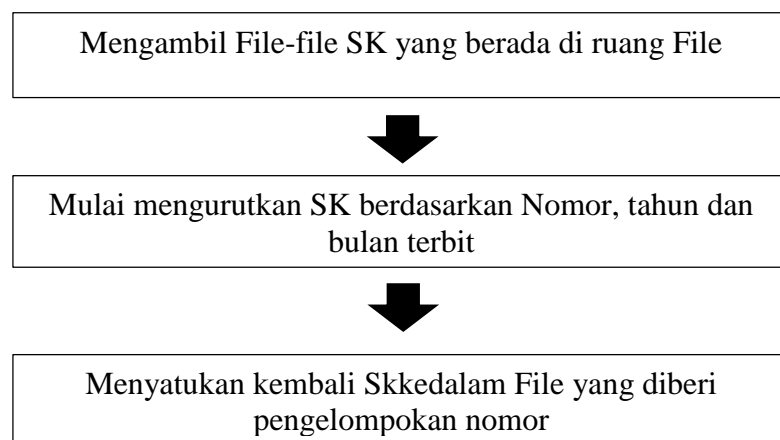 Mengambil File-file SK yang berada di ruang File
Mulai mengurutkan SK berdasarkan Nomor, tahun dan
bulan terbit
Menyatukan kembali Skkedalam File yang diberi
pengelompokan nomor